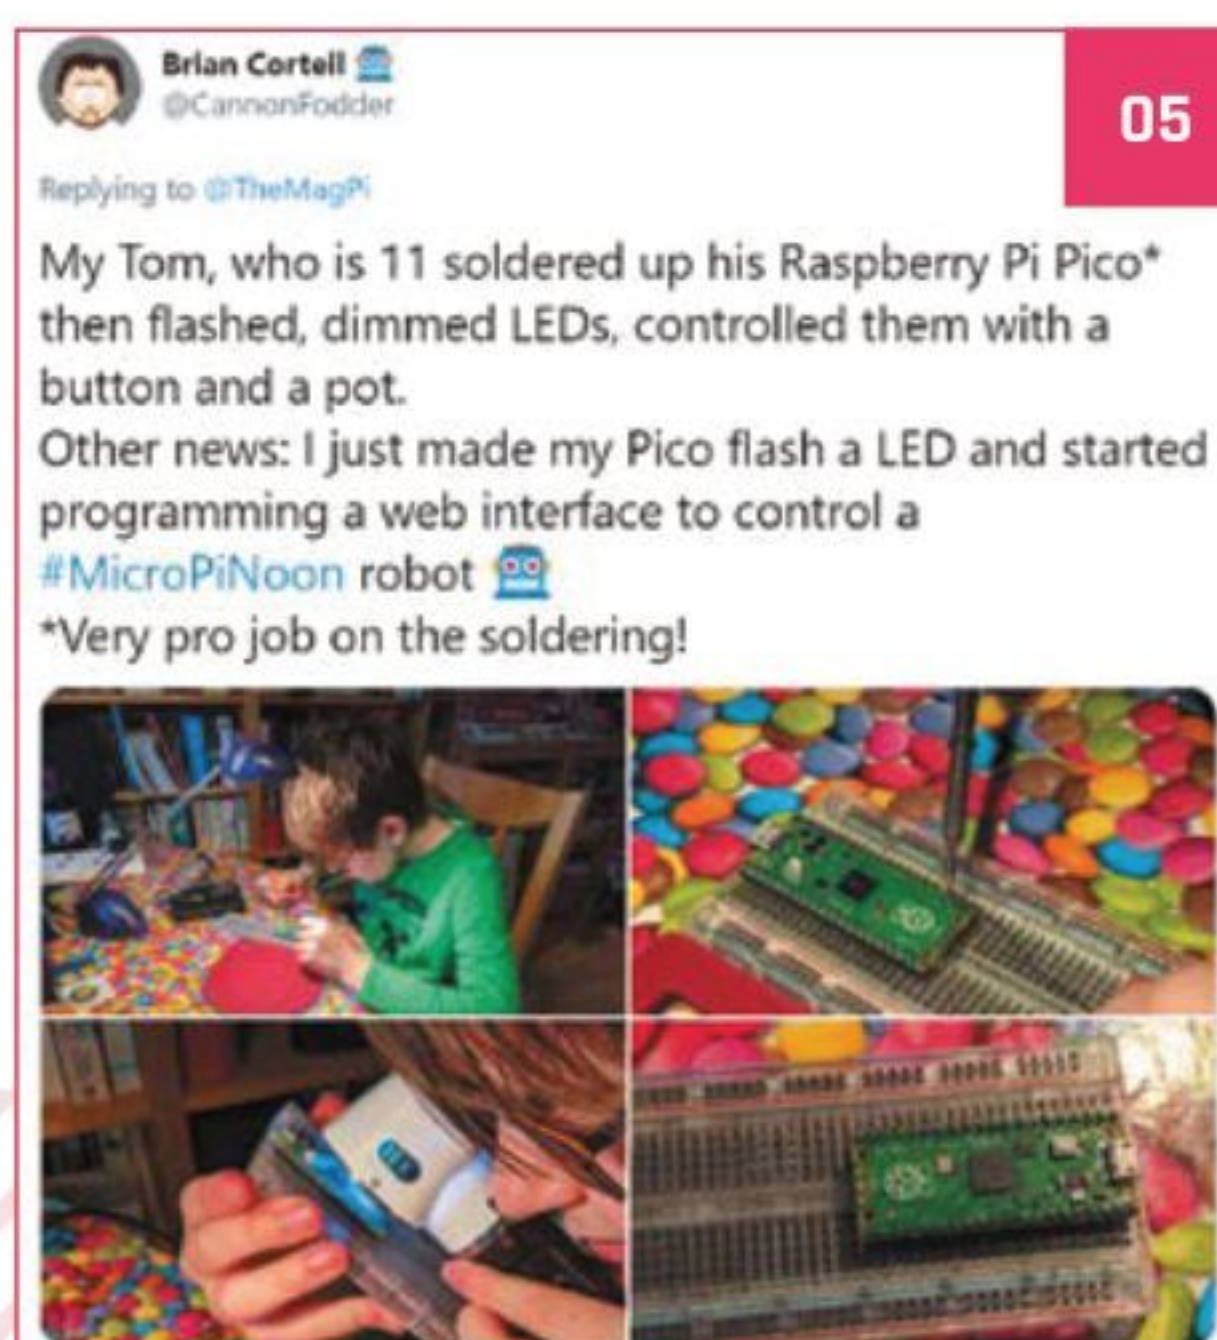 Brian Cortell
@CannonFodder
05
Replying to @TheMagPi
My Tom, who is 11 soldered up his Raspberry Pi Pico*
then flashed, dimmed LEDs, controlled them with a
button and a pot.
Other news: I just made my Pico flash a LED and started
programming a web interface to control a
#MicroPiNoon robot
*Very pro job on the soldering!